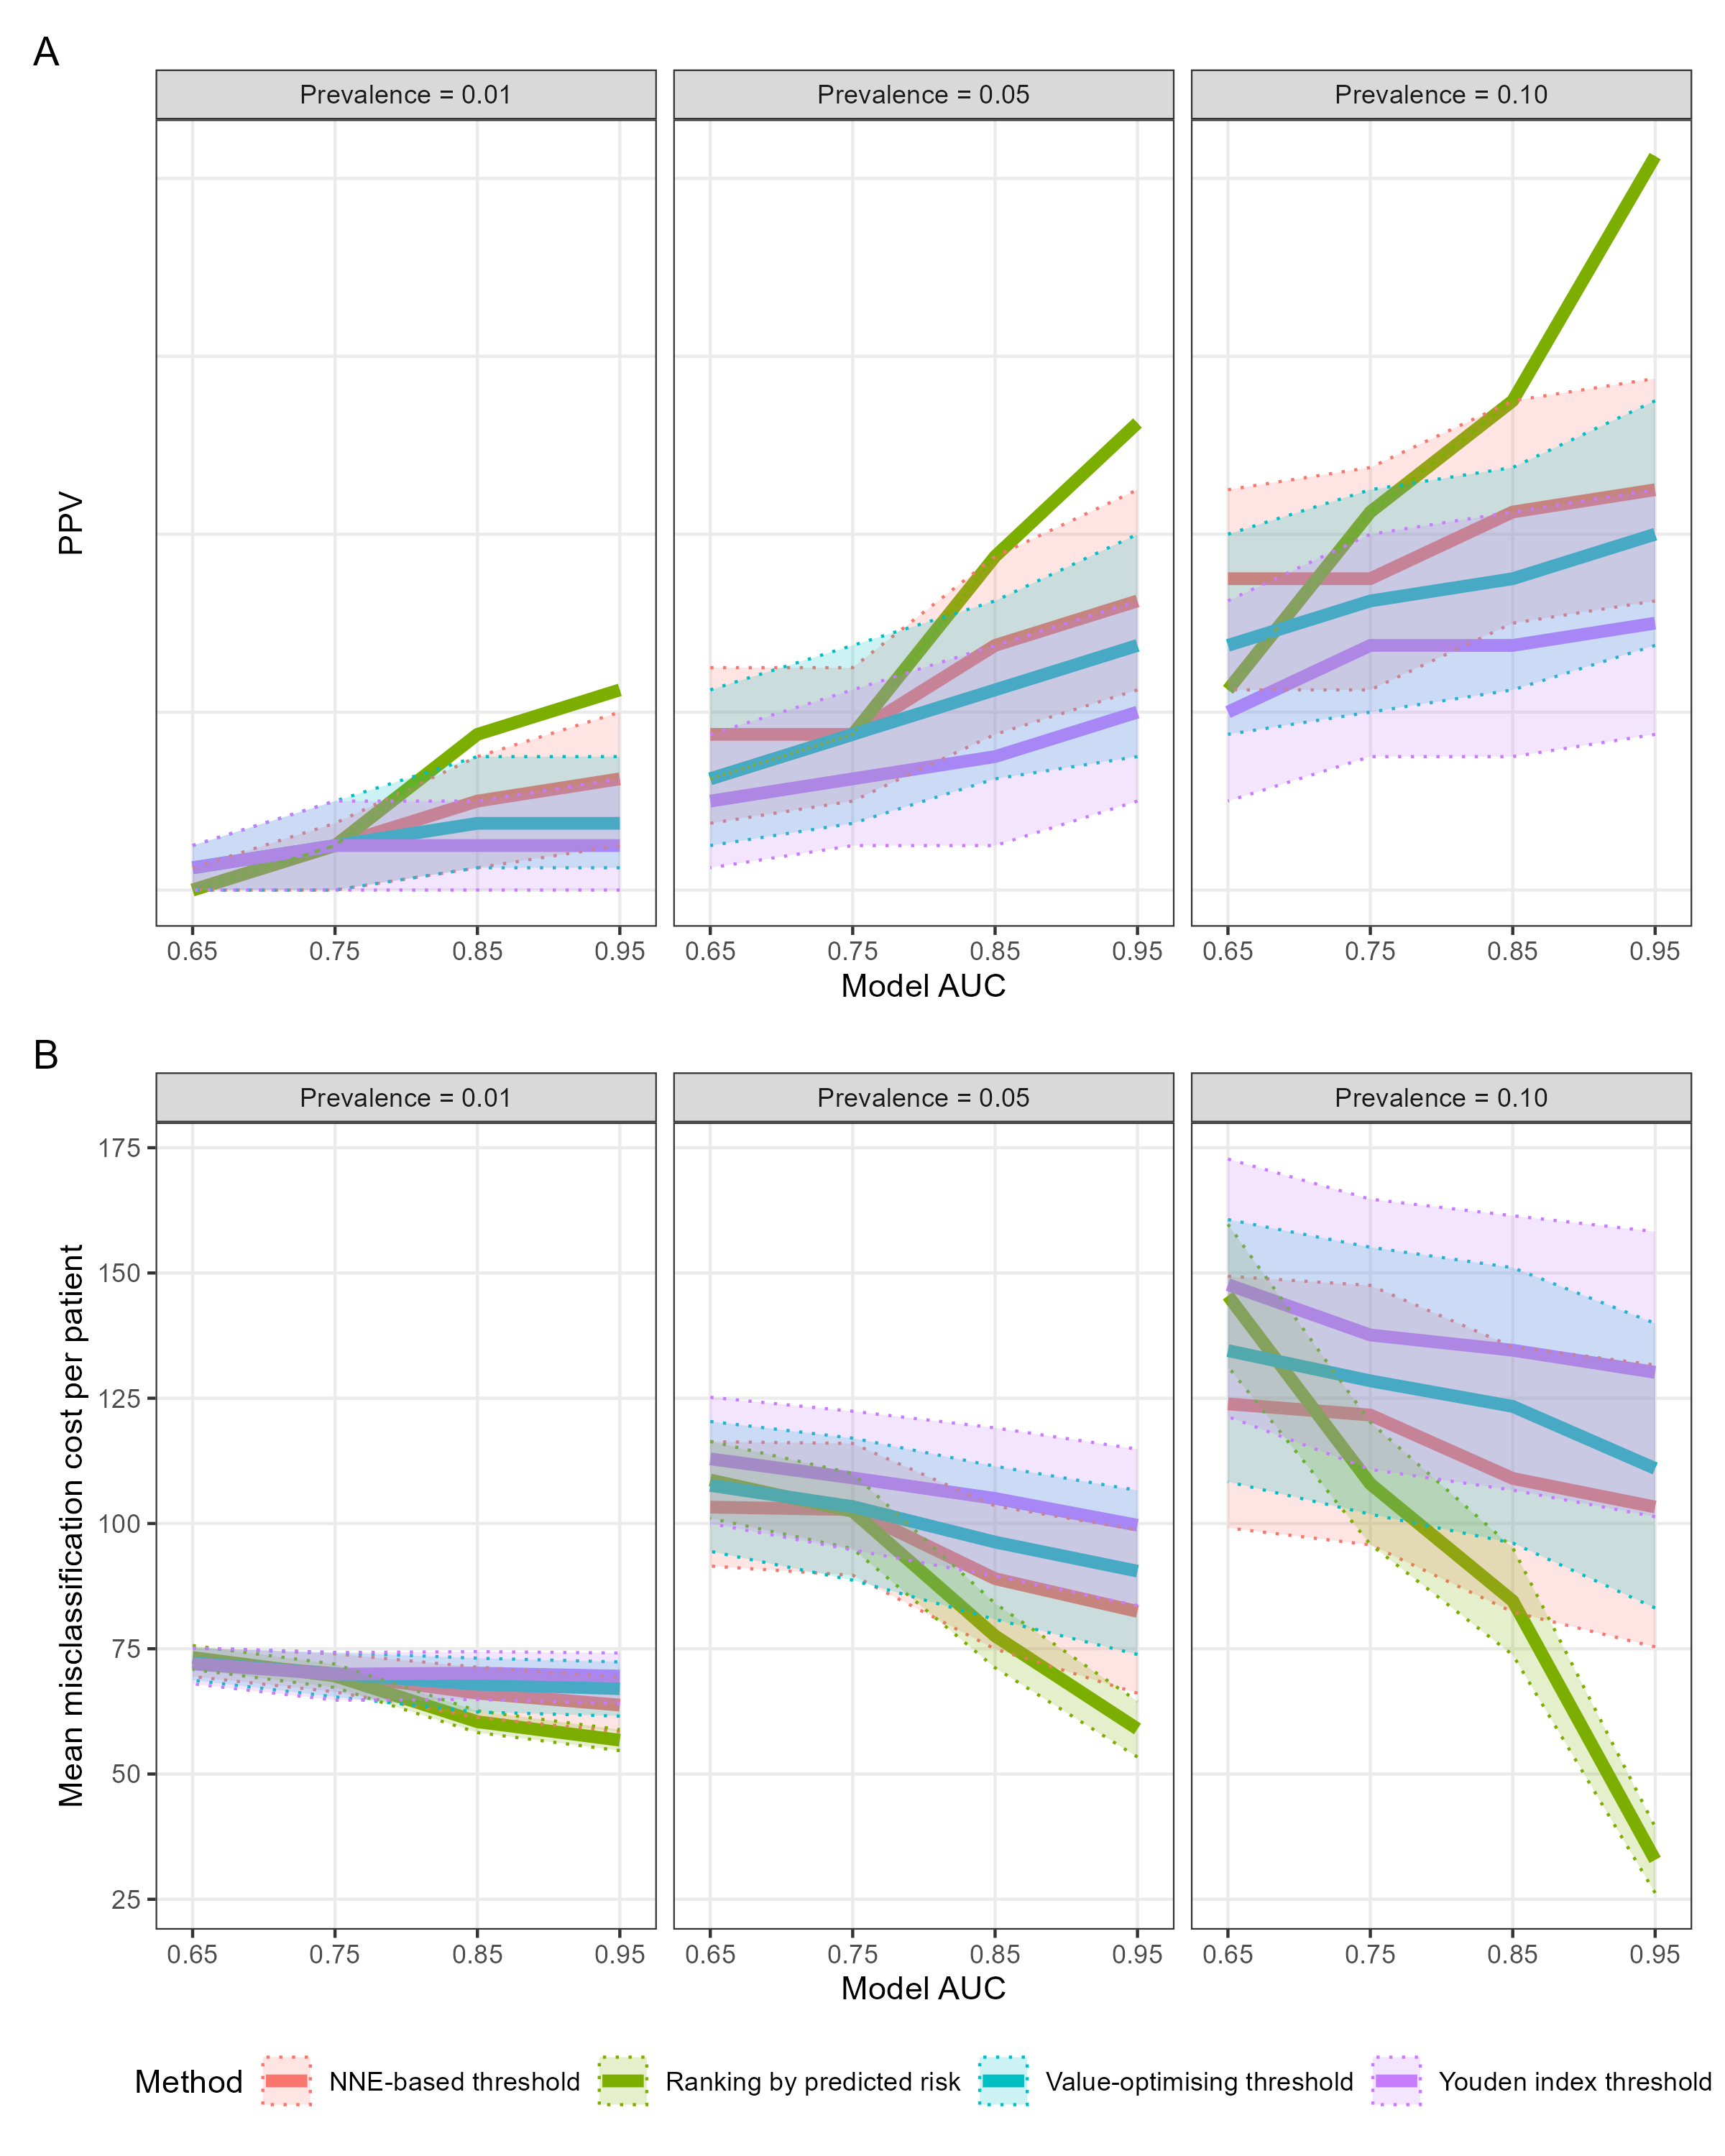 A
Prevalence = 0.01
Prevalence = 0.05
Prevalence = 0.10
PPV
0.65 0.75 0.85 0.95
0.65 0.75 0.85 0.95
0.65 0.75 0.85 0.95
Model AUC
B
Prevalence = 0.01
Prevalence = 0.05
Prevalence = 0.10
Mean misclassification cost per patient
175
150
125
100
75
50
25
0.65 0.75 0.85 0.95
0.65 0.75 0.85 0.95
0.65 0.75 0.85 0.95
Model AUC
Method NNE-based threshold Ranking by predicted risk Value-optimising threshold Youden index threshold